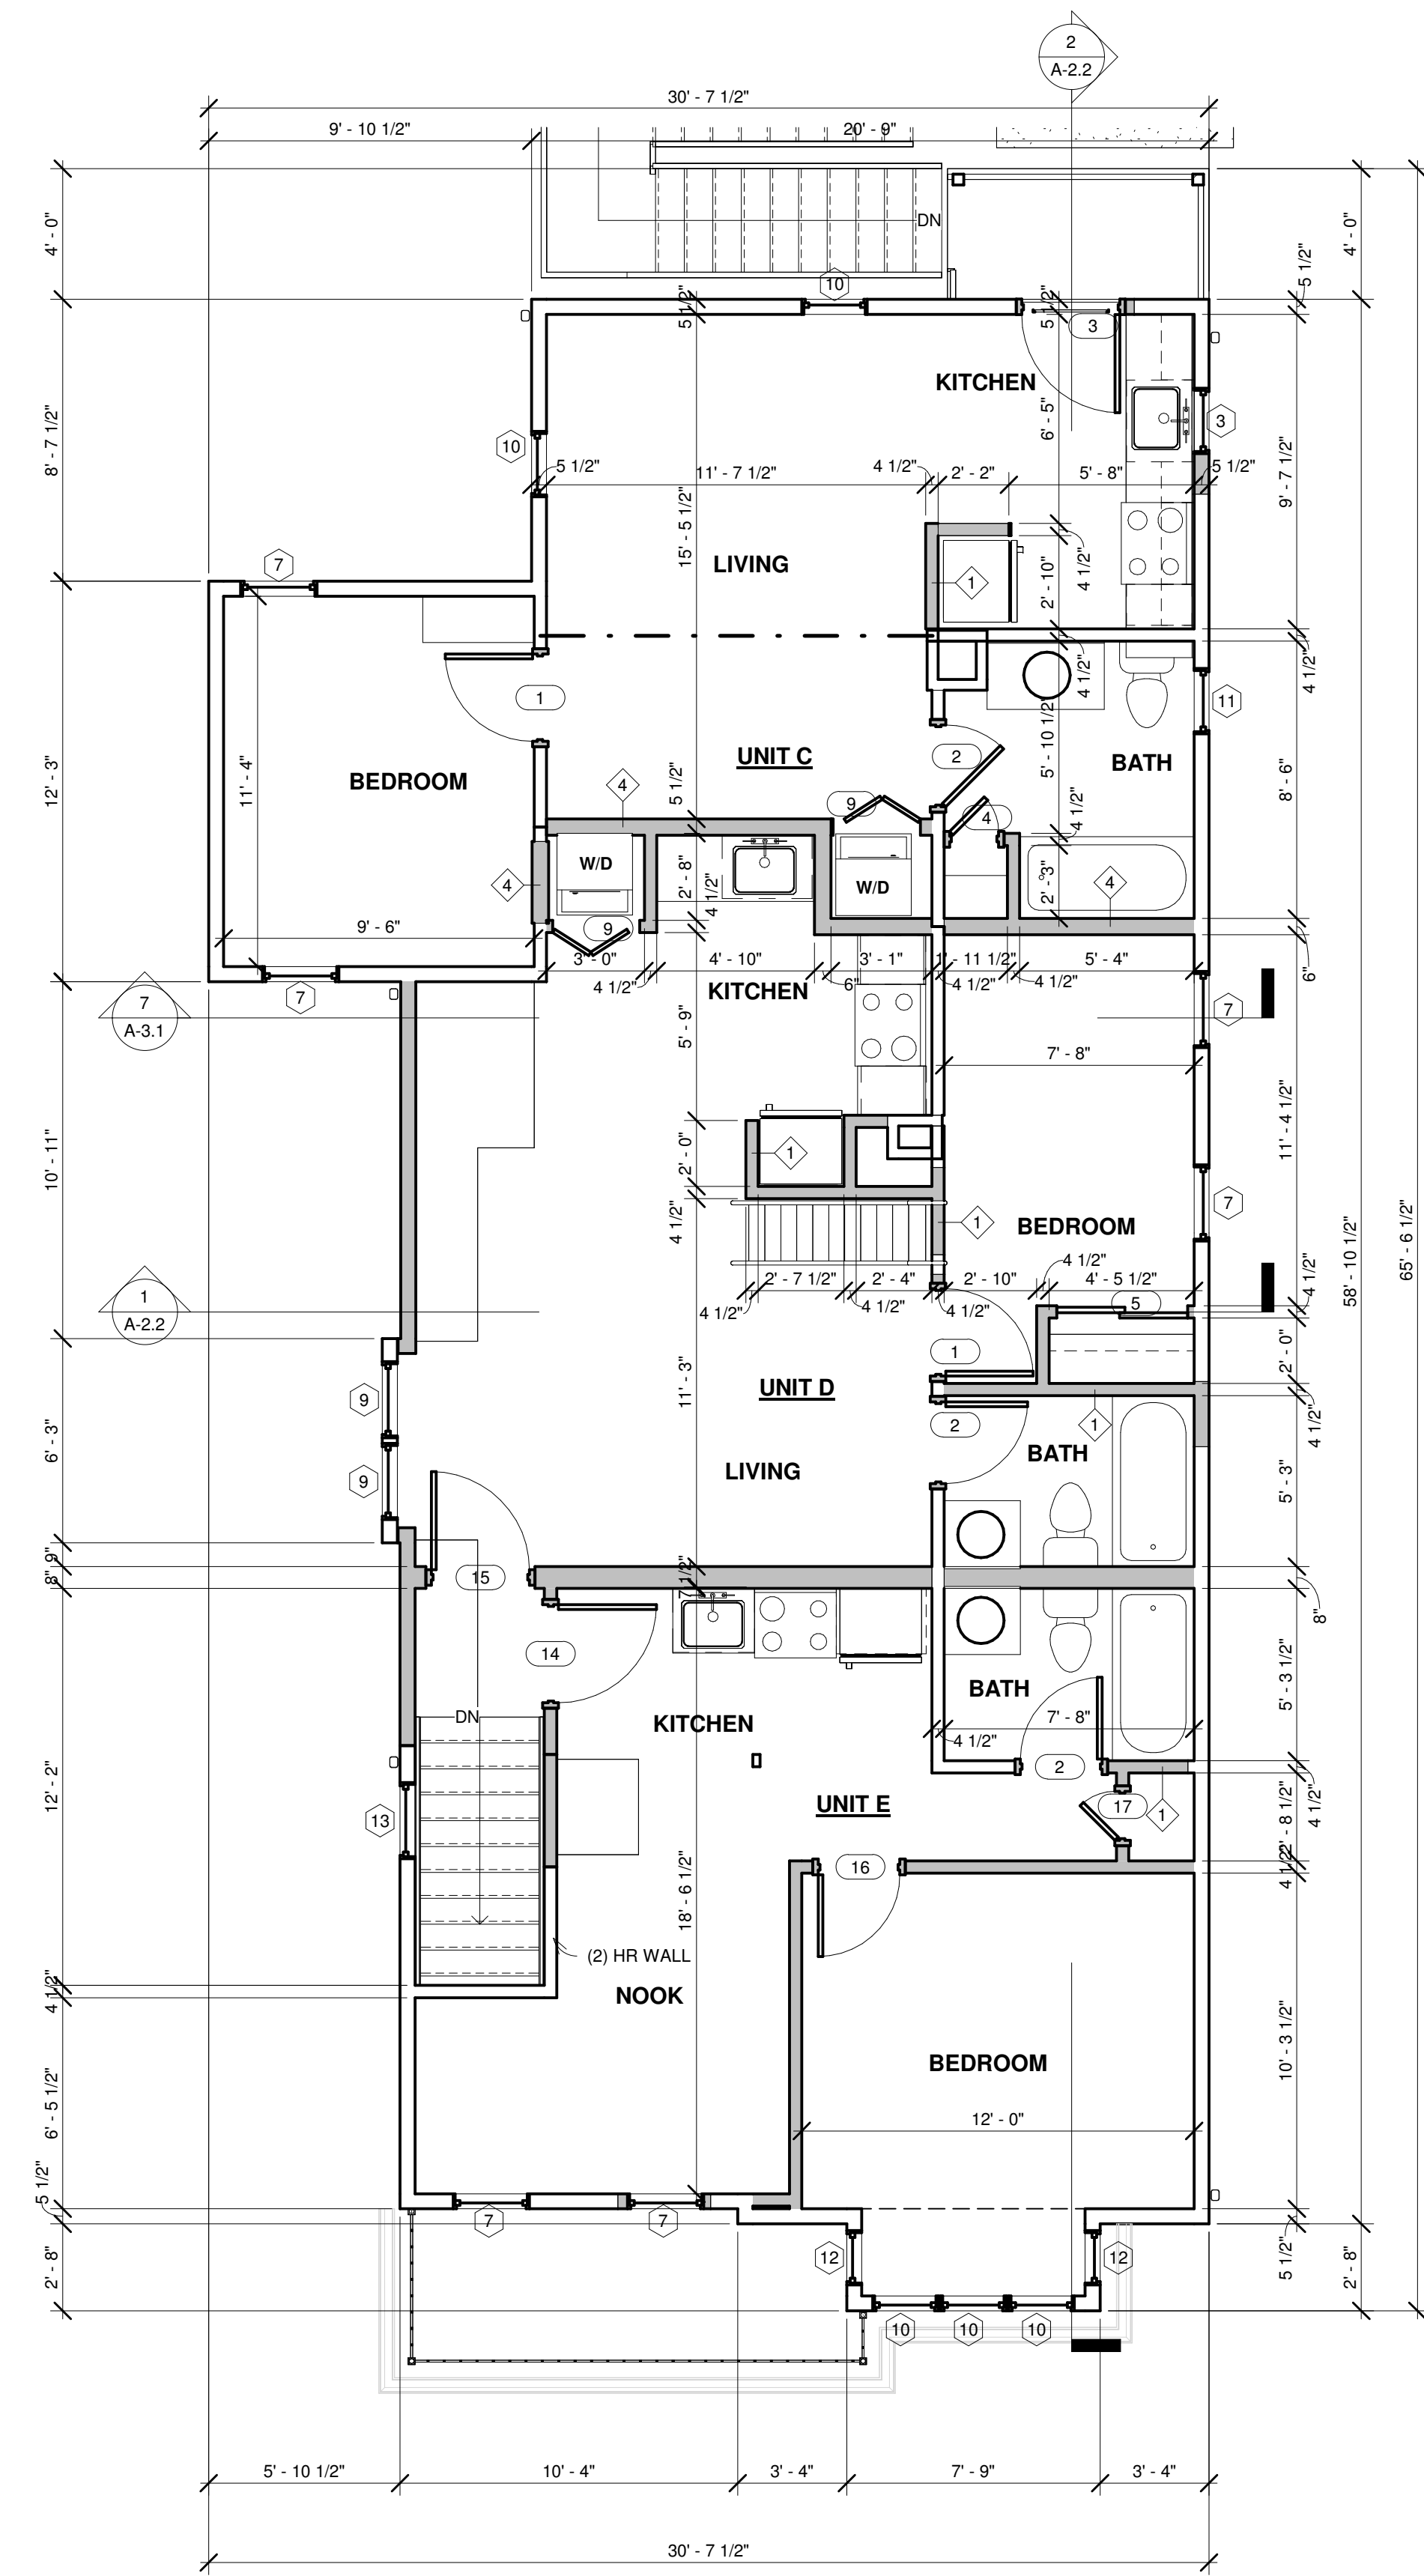 2
A-2.2
30' - 7 1/2"
9' - 10 1/2"
20' - 9"
4' - 0"
DN
4' - 0"
5 1/2"
10
5 1/2"
5 1/2"
3
KITCHEN
8' - 7 1/2"
6' - 5"
3
10
5 1/2"
11' - 7 1/2"
4 1/2"
2' - 2"
5' - 8"
5 1/2"
9' - 7 1/2"
15' - 5 1/2"
LIVING
7
1
2' - 10"
4 1/2"
4 1/2"
4 1/2"
1
11
5' - 10 1/2"
UNIT C
2
BATH
BEDROOM
11' - 4"
12' - 3"
4
5 1/2"
9
4
4 1/2"
8' - 6"
W/D
W/D
2' - 8"
4 1/2"
4
2' - 3"
4
9' - 6"
9
3' - 0"
4' - 10"
3' - 1"
1' - 11 1/2"
5' - 4"
6"
4 1/2"
6"
4 1/2"
4 1/2"
KITCHEN
7
7
A-3.1
7
5' - 9"
7' - 8"
10' - 11"
11' - 4 1/2"
2' - 0"
1
7
4 1/2"
1
BEDROOM
58' - 10 1/2"
65' - 6 1/2"
1
A-2.2
2' - 7 1/2"
2' - 4"
2' - 10"
4 1/2"
4' - 5 1/2"
4 1/2"
4 1/2"
4 1/2"
4 1/2"
5
1
2' - 0"
11' - 3"
UNIT D
9
2
1
4 1/2"
6' - 3"
BATH
LIVING
9
5' - 3"
9"
8"
15
7 1/2"
8"
14
BATH
5' - 3 1/2"
DN
KITCHEN
7' - 8"
4 1/2"
2
12' - 2"
13
UNIT E
17
1
2' - 8 1/2"
4 1/2"
16
4 1/2"
18' - 6 1/2"
(2) HR WALL
NOOK
4 1/2"
BEDROOM
10' - 3 1/2"
6' - 5 1/2"
12' - 0"
5 1/2"
7
7
12
12
5 1/2"
2' - 8"
2' - 8"
10
10
10
5' - 10 1/2"
10' - 4"
3' - 4"
7' - 9"
3' - 4"
30' - 7 1/2"